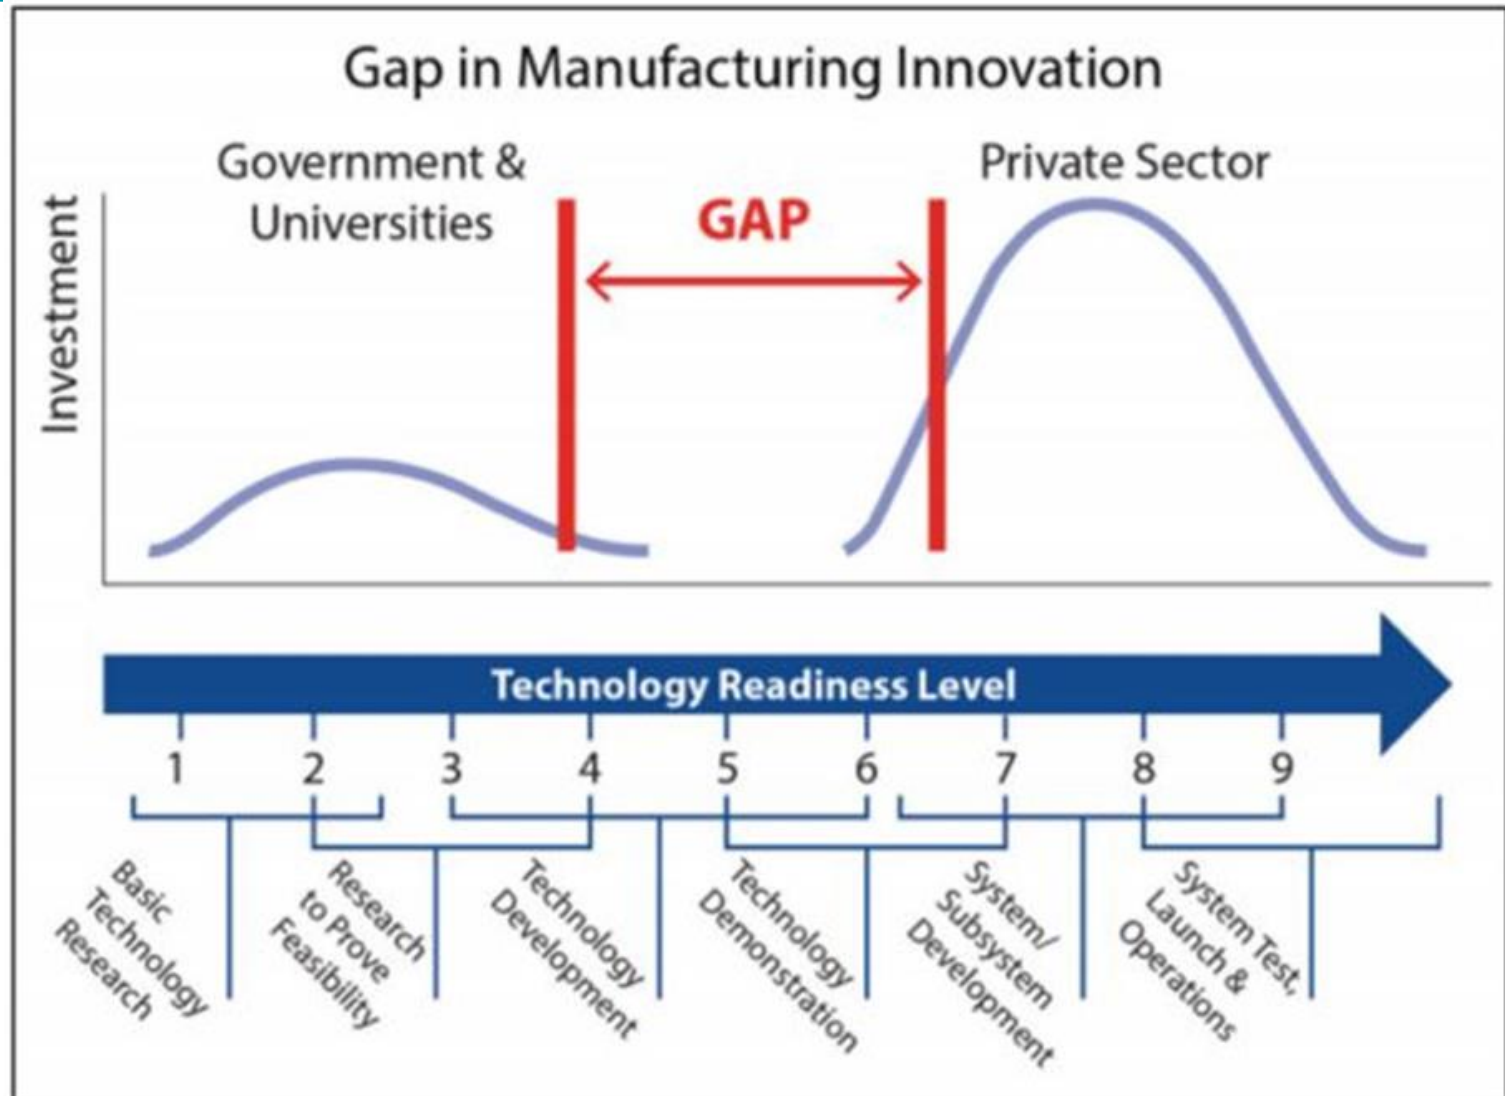 Gap in Manufacturing Innovation
Government &
Universities
GAP
Private Sector
Investment
Technology Readiness Level
1 2 3 4 5 6 7 8 9
Basic
Technology
Research
Research
to Prove
Feasibility
Technology
Development
Technology
Demonstration
System/
Subsystem
Development
System Test,
Launch &
Operations